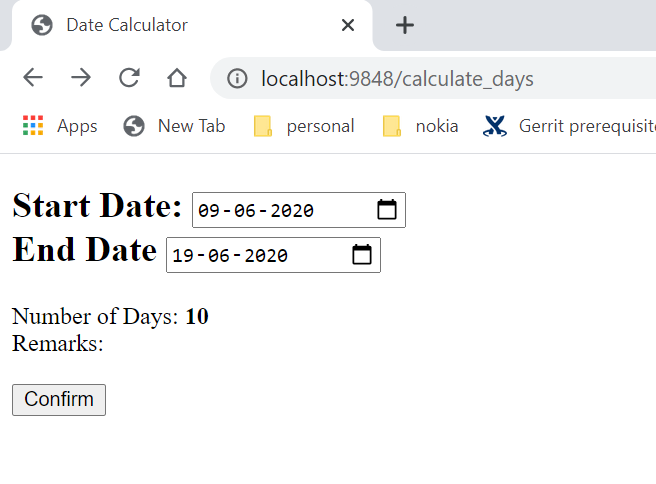 Date Calculator
localhost:9848/calculate_days
Apps New Tab personal nokia Gerrit prerequisit
Start Date: 09-06-2020
End Date 19-06-2020
Number of Days: 10
Remarks:
Confirm